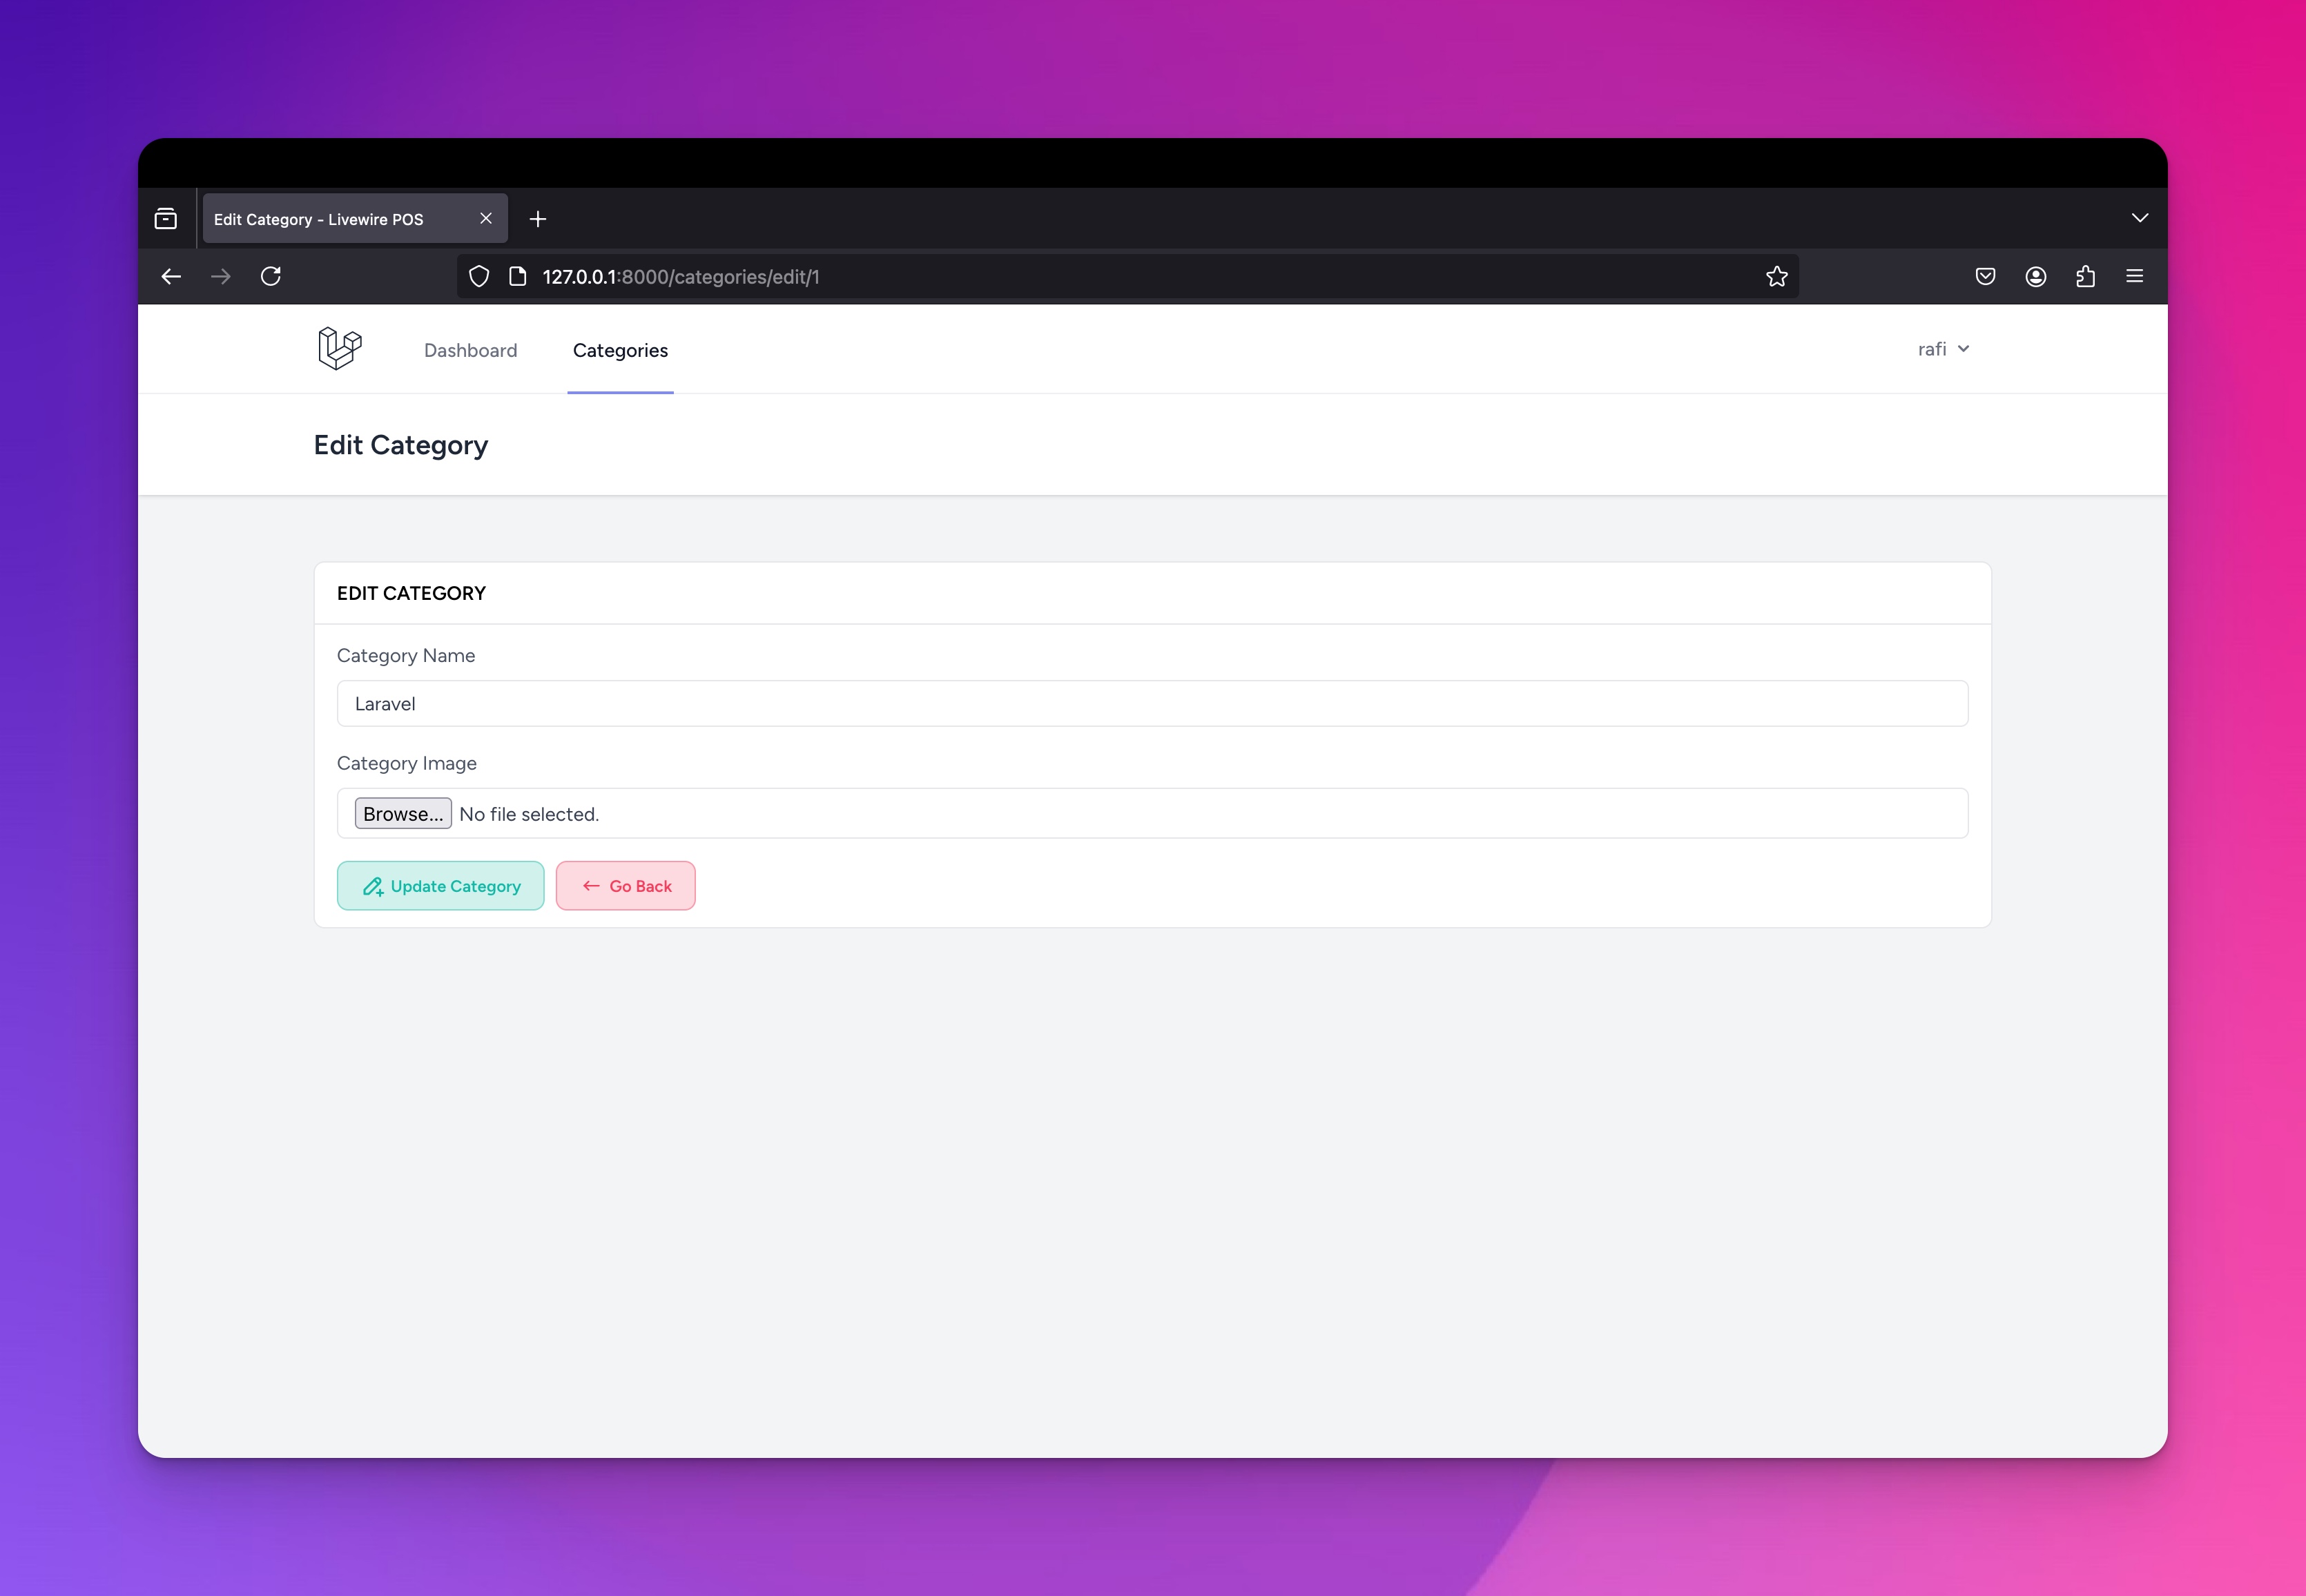 Edit Category - Livewire POS
127.0.0.1:8000/categories/edit/1
Dashboard Categories rafi
Edit Category
EDIT CATEGORY
Category Name
Laravel
Category Image
Browse... No file selected.
Update Category Go Back